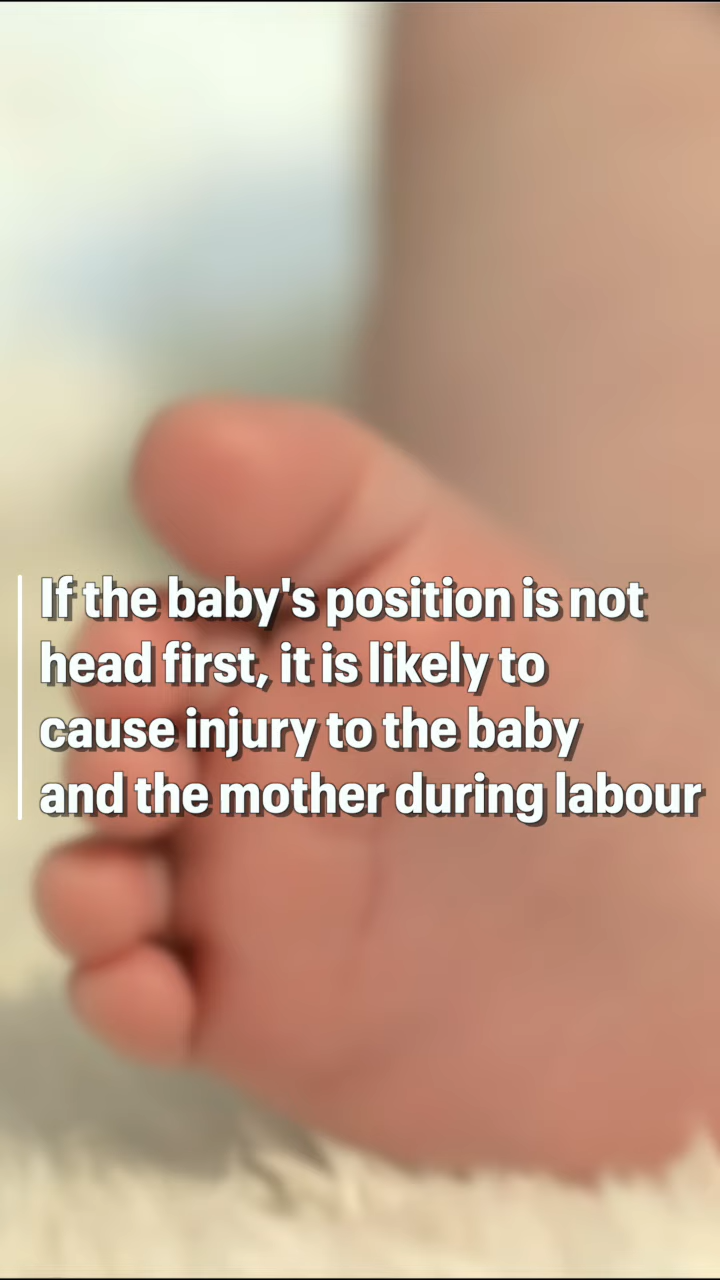 If the baby's position is not
head first, it is likely to
cause injury to the baby
and the mother during labour